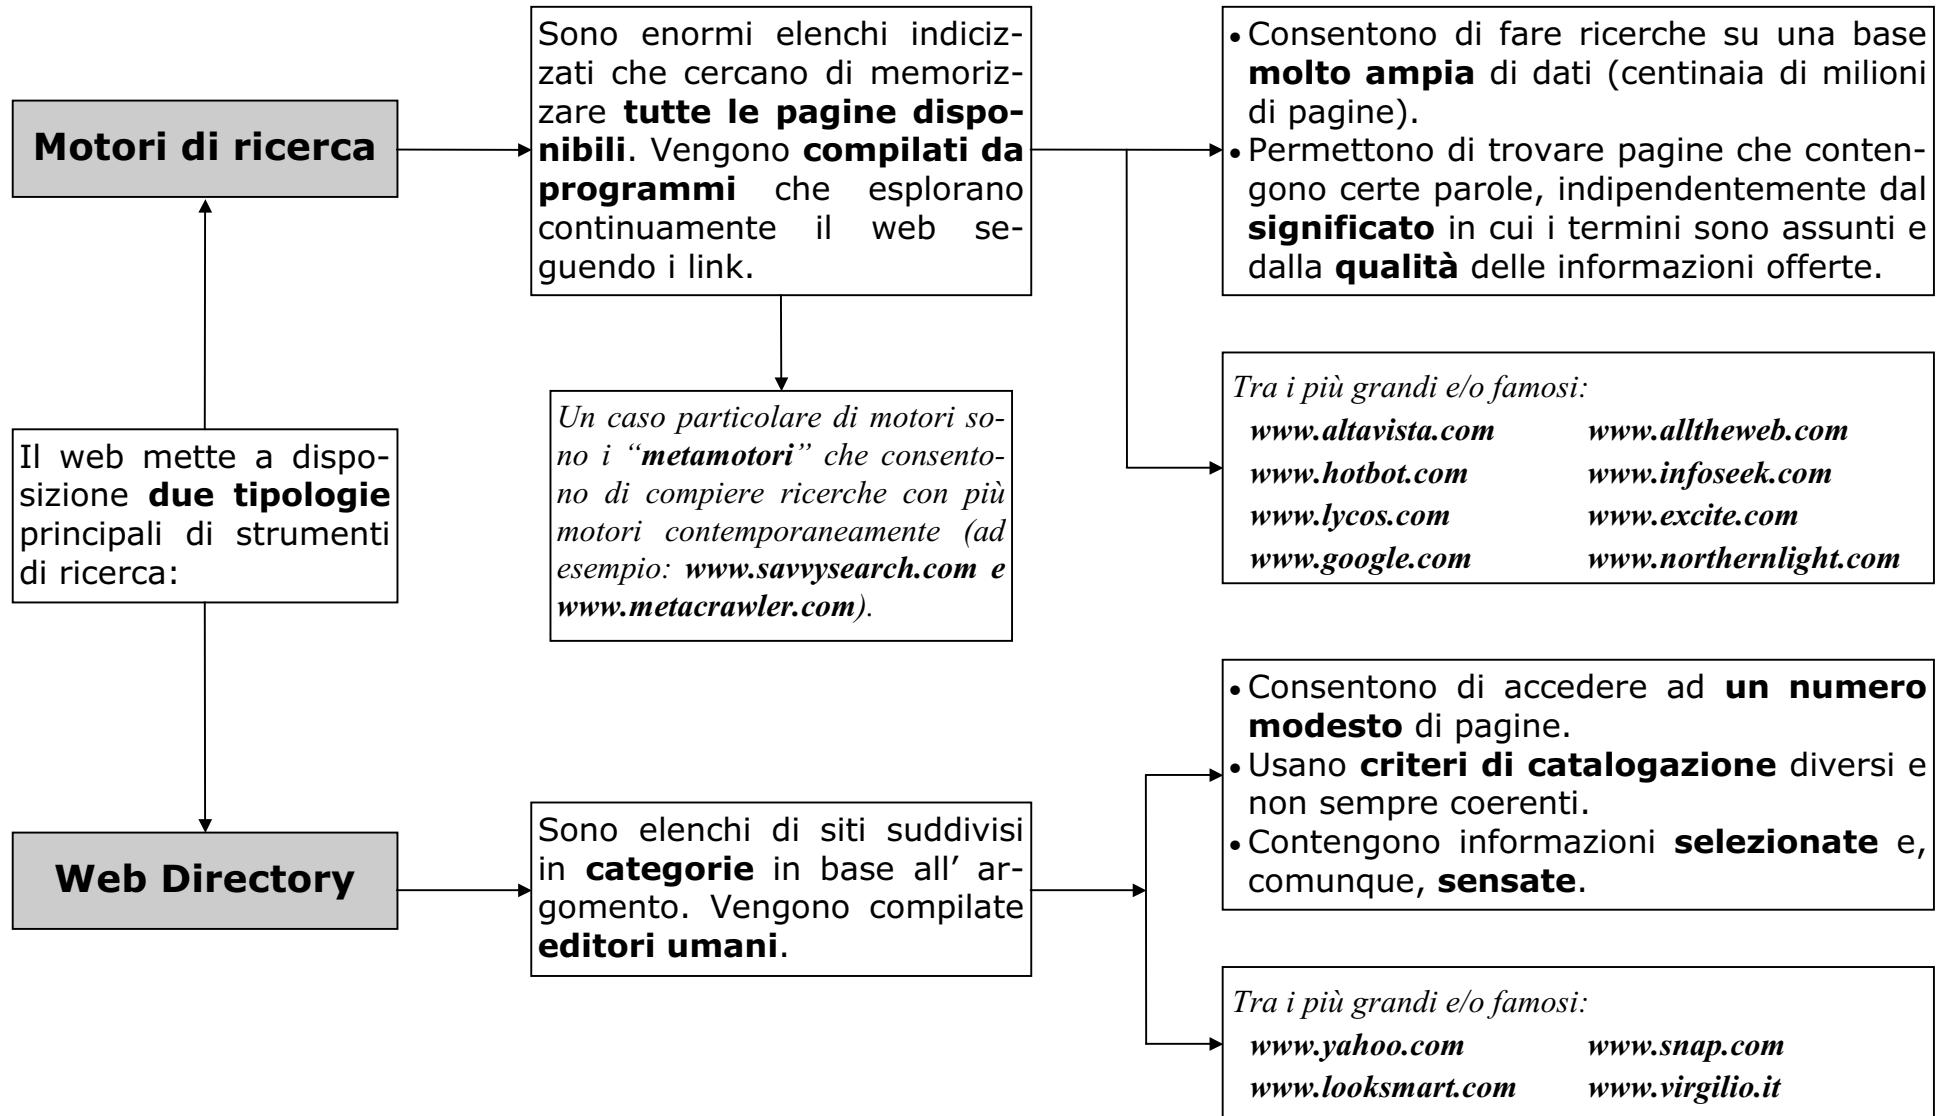 Motori di ricerca
Sono enormi elenchi indiciz-
zati che cercano di memoriz-
zare tutte le pagine dispo-
nibili. Vengono compilati da
programmi che esplorano
continuamente il web se-
guendo i link.
• Consentono di fare ricerche su una base
molto ampia di dati (centinaia di milioni
di pagine).
• Permettono di trovare pagine che conten-
gono certe parole, indipendentemente dal
significato in cui i termini sono assunti e
dalla qualità delle informazioni offerte.
Un caso particolare di motori so-
no i “metamotori” che consento-
no di compiere ricerche con più
motori contemporaneamente (ad
esempio: www.savvysearch.com e
www.metacrawler.com).
Tra i più grandi e/o famosi:
www.altavista.com www.alltheweb.com
www.hotbot.com www.infoseek.com
www.lycos.com www.excite.com
www.google.com www.northernlight.com
Il web mette a dispo-
sizione due tipologie
principali di strumenti
di ricerca:
Web Directory
Sono elenchi di siti suddivisi
in categorie in base all’ ar-
gomento. Vengono compilate
editori umani.
• Consentono di accedere ad un numero
modesto di pagine.
• Usano criteri di catalogazione diversi e
non sempre coerenti.
• Contengono informazioni selezionate e,
comunque, sensate.
Tra i più grandi e/o famosi:
www.yahoo.com www.snap.com
www.looksmart.com www.virgilio.it